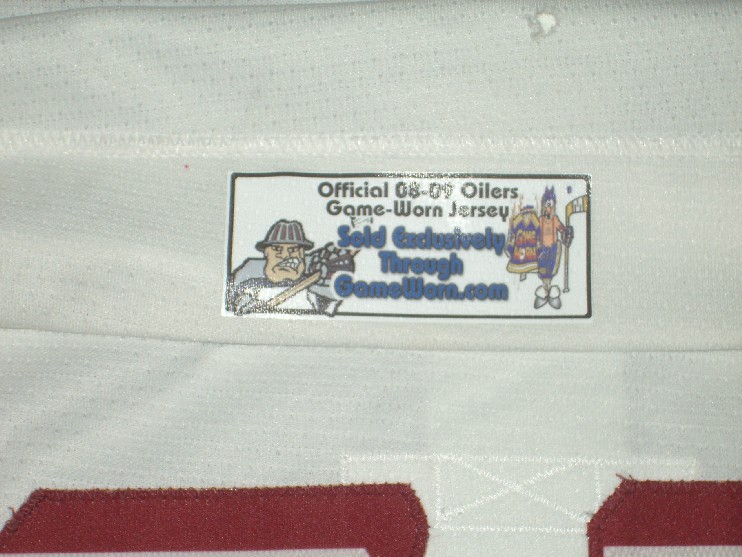 Official 08-09 Oilers
Game-Worn Jersey
Sold Exclusively
Through
GameWorn.com